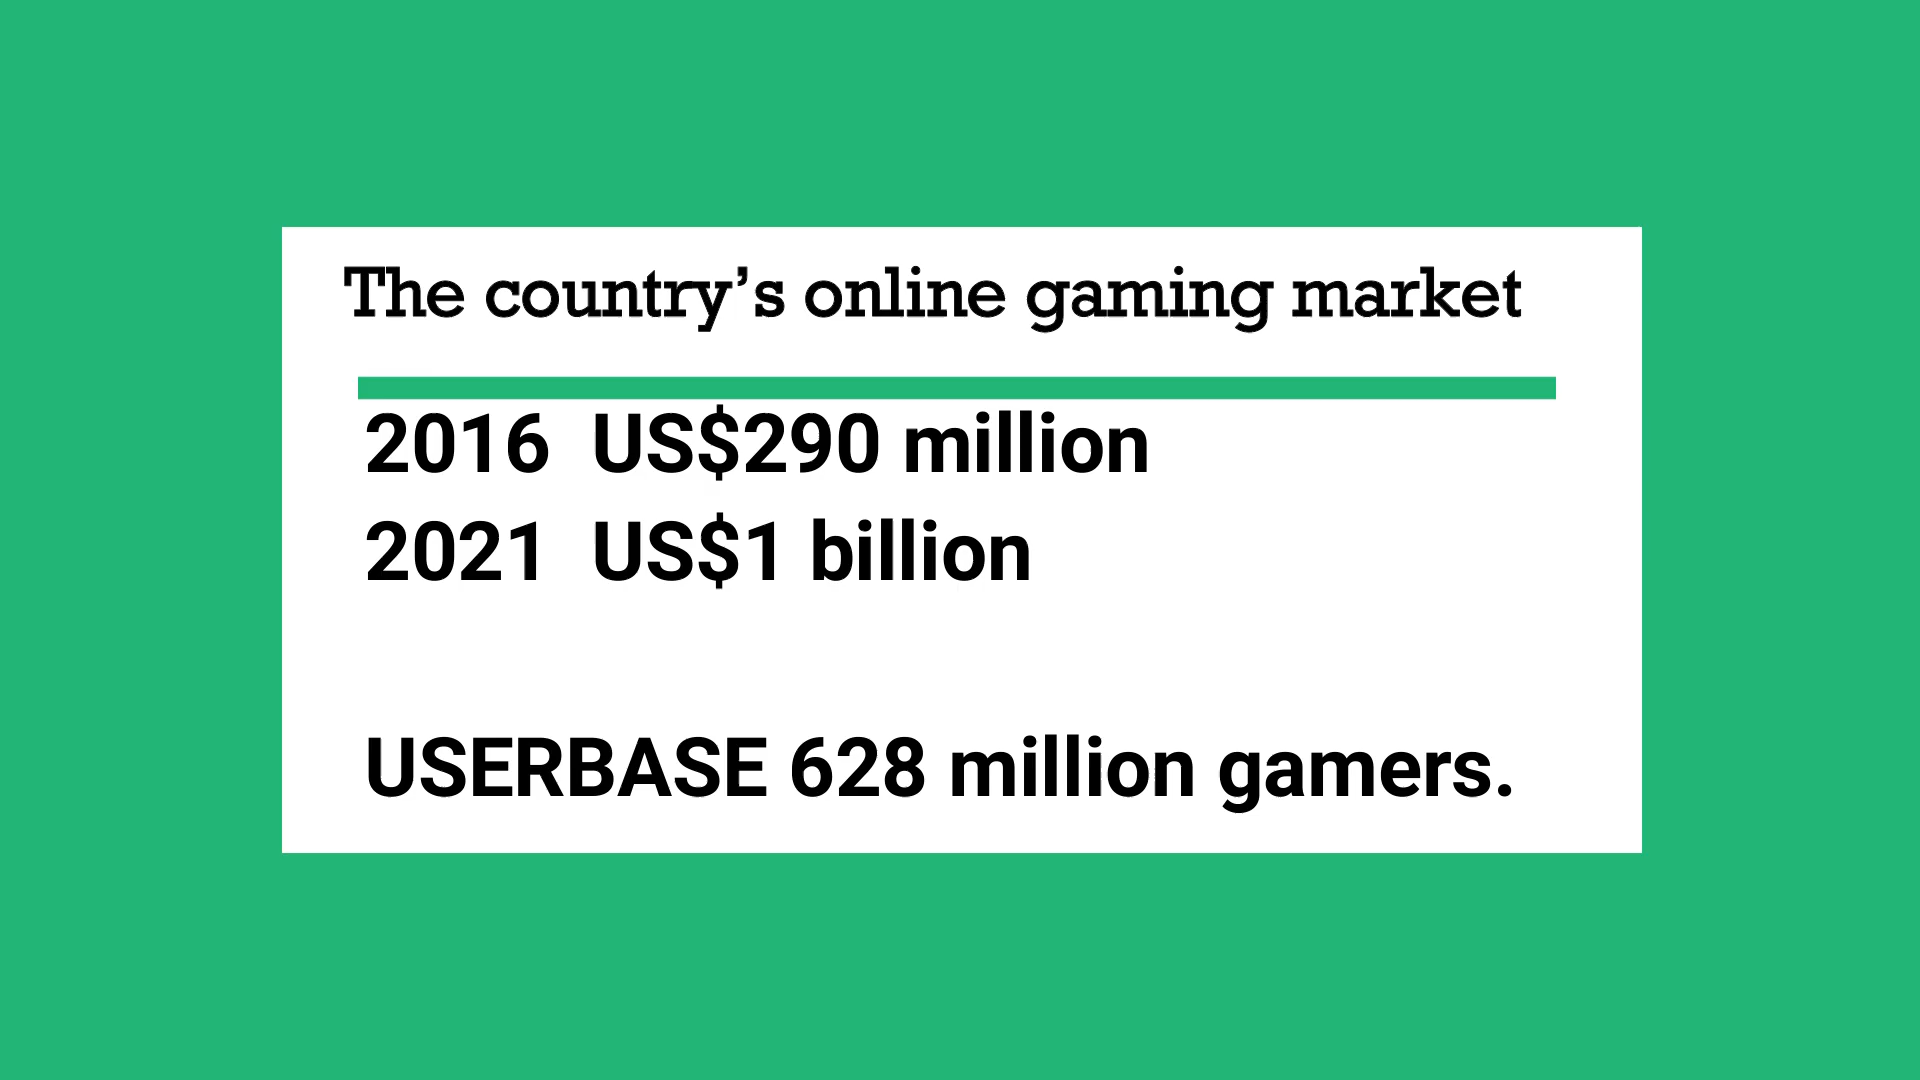 The country’s online gaming market
2016  US$290 million
2021  US$1 billion
USERBASE 628 million gamers.